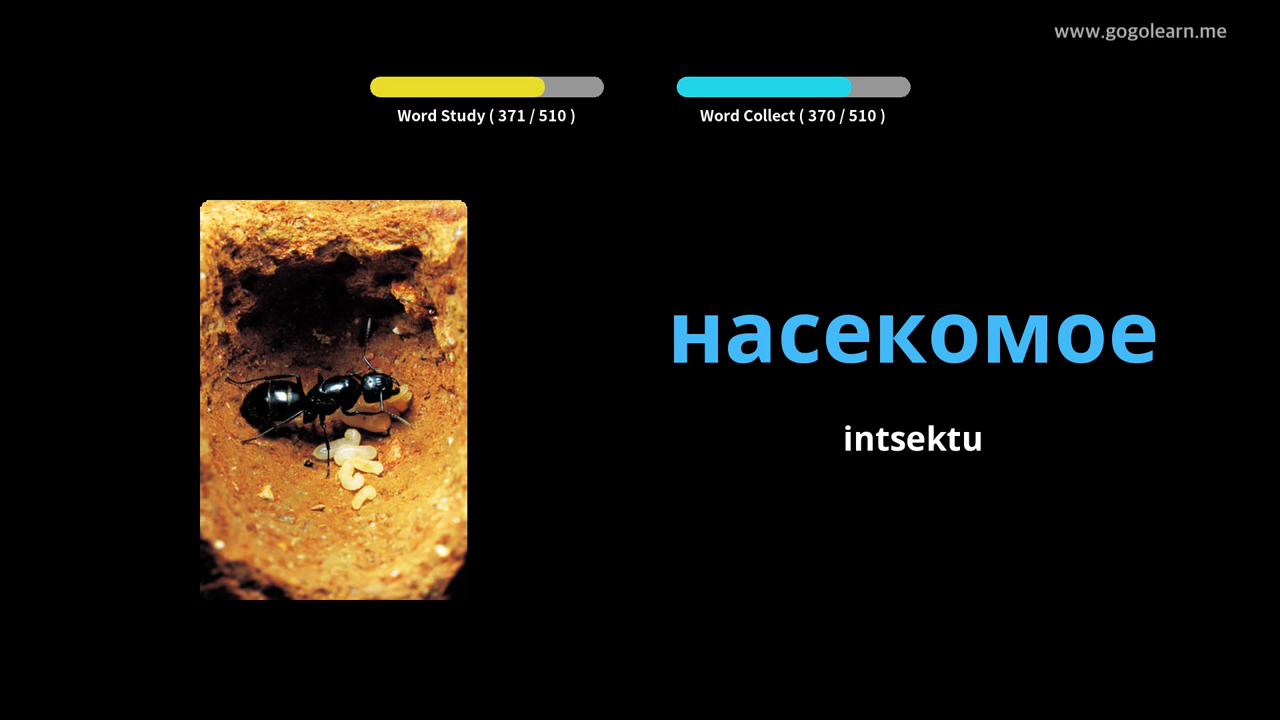 www.gogolearn.me
Word Study ( 371 / 510 )
Word Collect ( 370 / 510 )
насекомое
intsektu